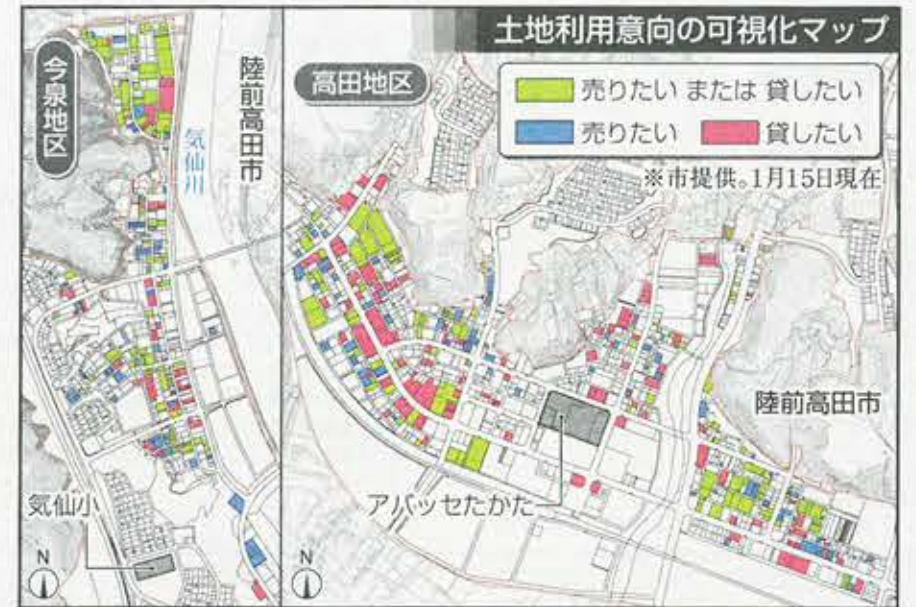 土地利用意向の可視化マップ
今泉地区
陸前高田市
気仙川
気仙小
N
高田地区
売りたい または 貸したい
売りたい
貸したい
※市提供。1月15日現在
陸前高田市
アバッセたかた
N